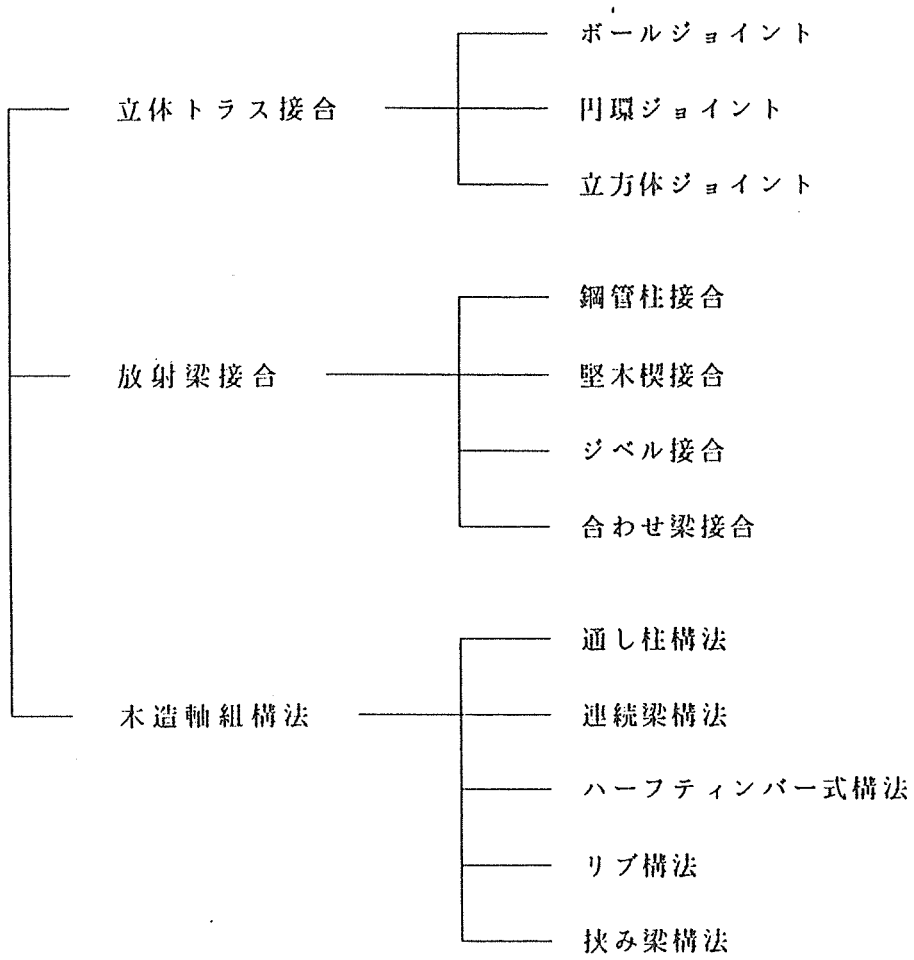 立体トラス接合
ボールジョイント
円環ジョイント
立方体ジョイント
放射梁接合
鋼管柱接合
堅木楔接合
ジベル接合
合わせ梁接合
木造軸組構法
通し柱構法
連続梁構法
ハーフティンバー式構法
リブ構法
挟み梁構法